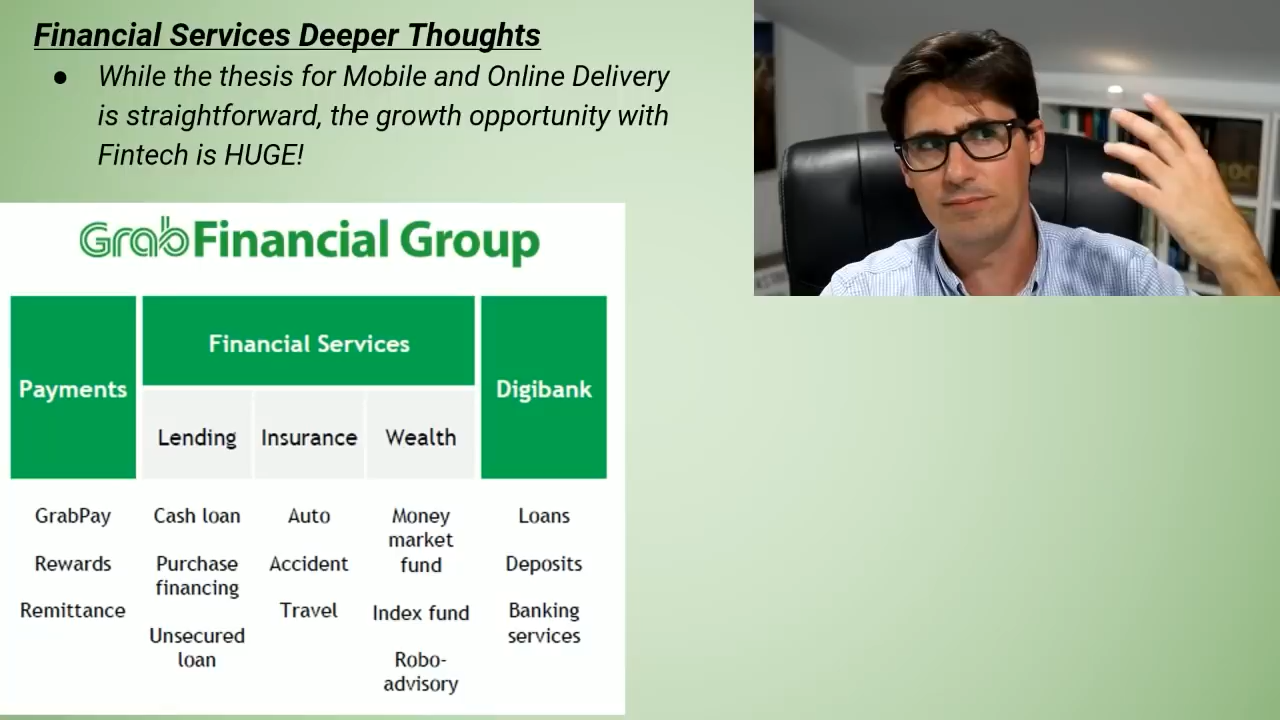 Financial Services Deeper Thoughts
● While the thesis for Mobile and Online Delivery
is straightforward, the growth opportunity with
Fintech is HUGE!
Grab Financial Group
Payments
Financial Services
Digibank
Lending Insurance Wealth
GrabPay
Rewards
Remittance
Cash loan
Purchase
financing
Unsecured
loan
Auto
Accident
Travel
Money
market
fund
Index fund
Robo-
advisory
Loans
Deposits
Banking
services